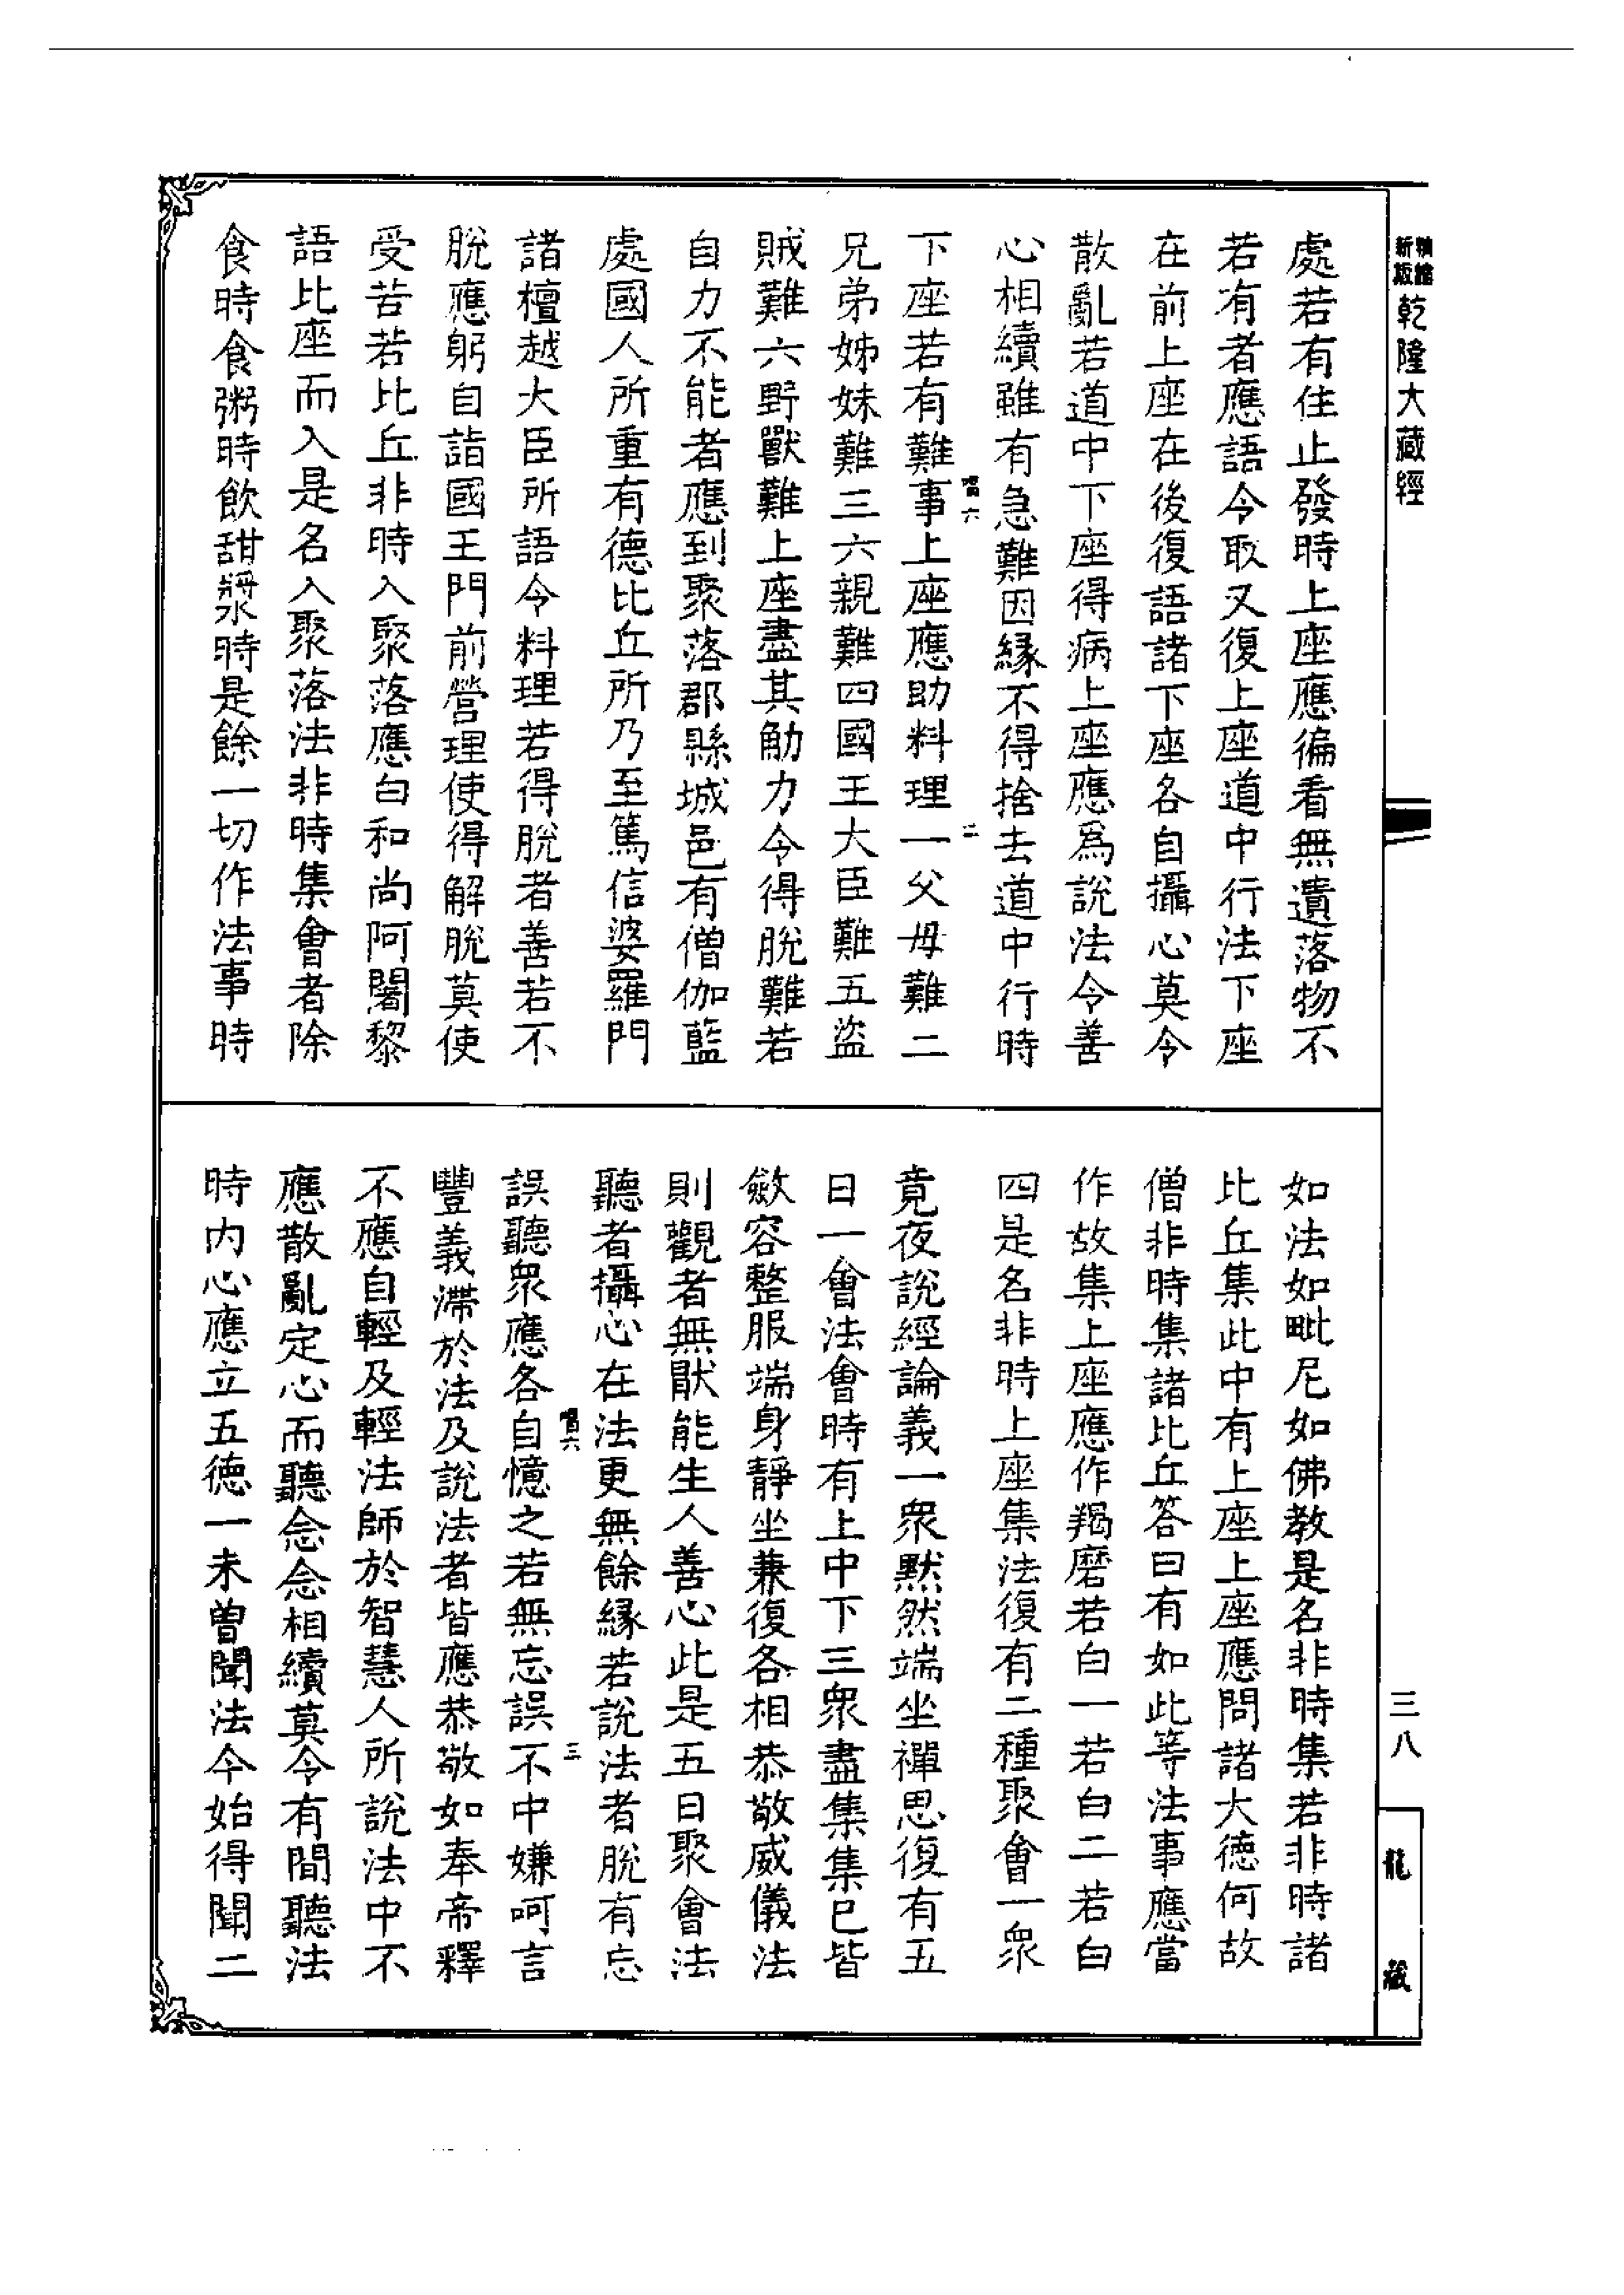 新版
乾隆大藏經
處若有住止發時上座應徧看無遺落物不
若有者應語令取又復上座道中行法下座
在前上座在後復語諸下座各自攝心莫令
散亂若道中下座得病上座應爲說法令善
心相續雖有急難因緣不得捨去道中行時
下座若有難事上座應助料理一父母難二
兄弟姊妹難三六親難四國王大臣難五盜
賊難六野獸難上座盡其觔力令得脫難若
自力不能者應到聚落郡縣城邑有僧伽藍
處國人所重有德比丘所乃至篤信婆羅門
諸檀越大臣所語令料理若得脫者善若不
脫應躬自詣國王門前營理使得解脫莫使
受苦若比丘非時入聚落應白和尚阿闍黎
語比座而入是名入聚落法非時集會者除
食時食粥時飲甜漿時是餘一切作法事時
如法如毗尼如佛教是名非時集若非時諸
比丘集此中有上座上座應問諸大德何故
僧非時集諸比丘答曰有如此等法事應當
作故集上座應作羯磨若白一若白二若白
四是名非時上座集法復有二種聚會一眾
竟夜說經論義一眾默然端坐禪思復有五
日一會法會時有上中下三眾盡集集已皆
斂容整服端身靜坐兼復各相恭敬威儀法
則觀者無猒能生人善心此是五日聚會法
聽者攝心在法更無餘緣若說法者脫有忘
誤聽眾應各自憶之若無忘誤不中嫌呵言
豐義滯於法及說法者皆應恭敬如奉帝釋
不應自輕及輕法師於智慧人所說法中不
應散亂定心而聽念念相續莫令有間聽法
時內心應立五德一未曾聞法今始得聞二
三八
龍藏